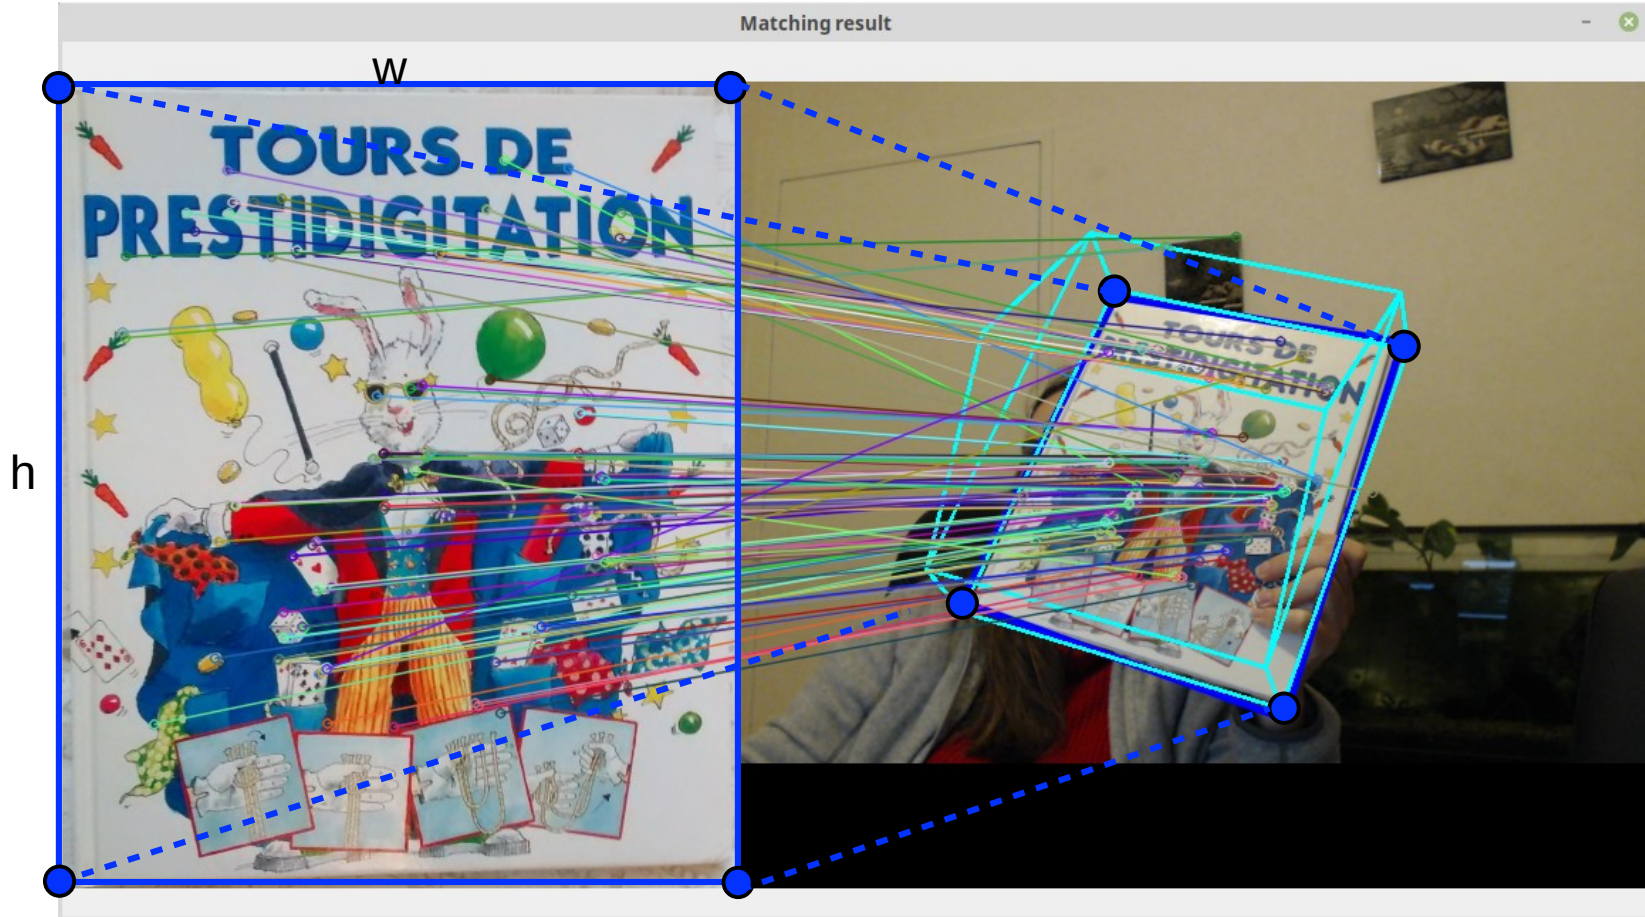 Matching result
w
h
TOURS DE
PRESTIDIGITATION
TOURS DE
PRESTIDIGITATION